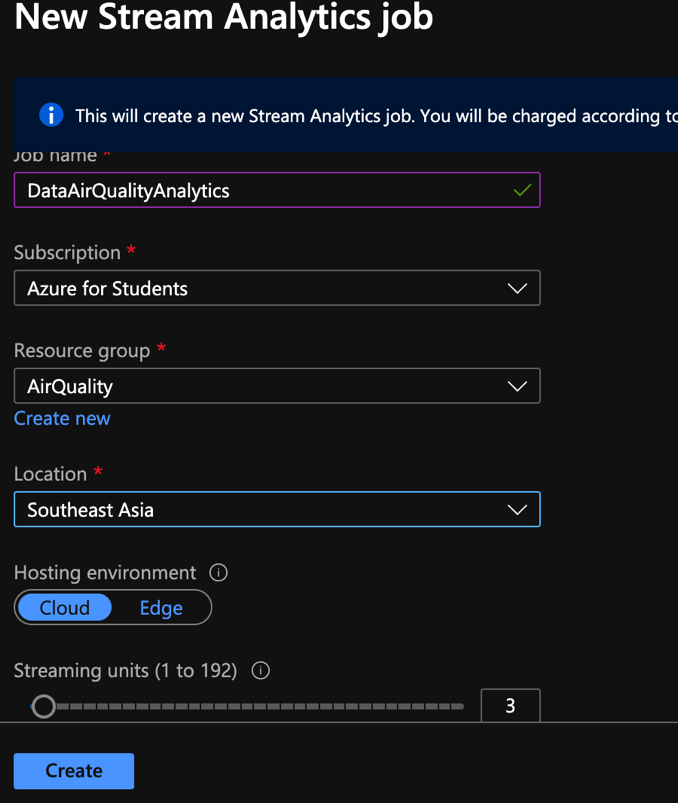 New Stream Analytics job
This will create a new Stream Analytics job. You will be charged according to
Job name *
DataAirQualityAnalytics
Subscription *
Azure for Students
Resource group *
AirQuality
Create new
Location *
Southeast Asia
Hosting environment
Cloud Edge
Streaming units (1 to 192)
3
Create